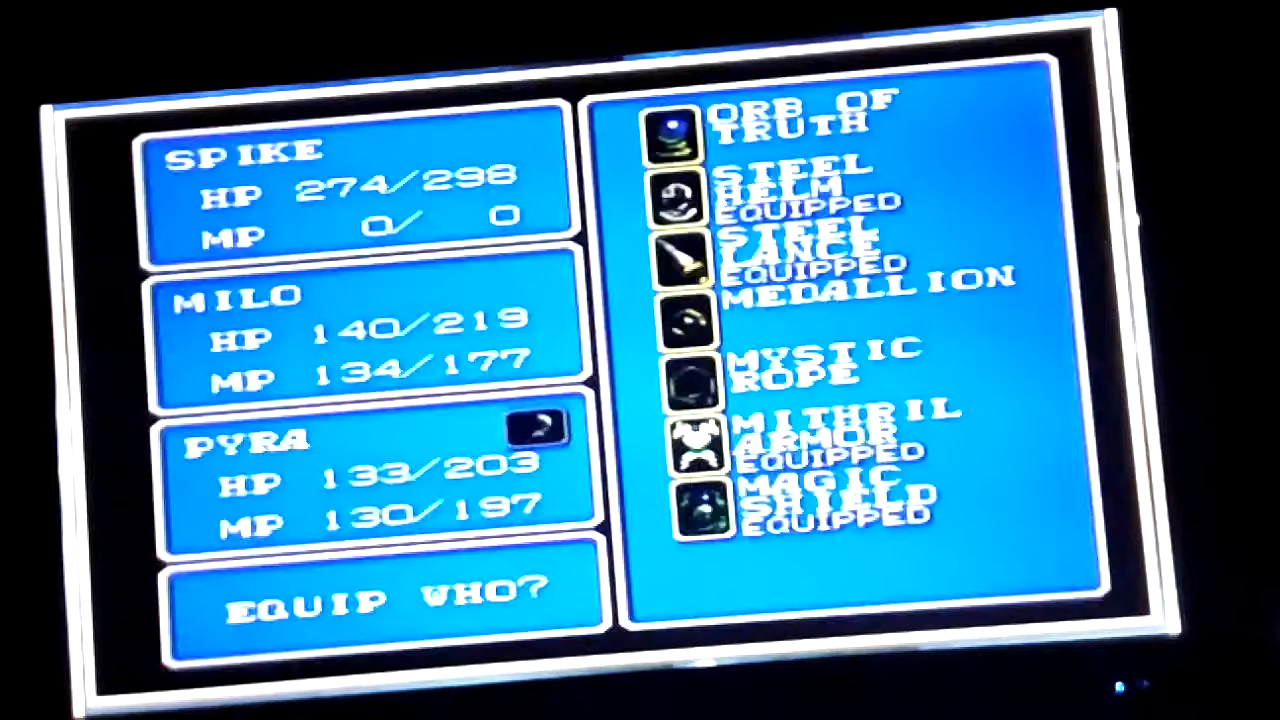 SPIKE
HP 274/298
MP 0/ 0
MILO
HP 140/219
MP 134/177
PYRA
HP 133/203
MP 130/197
EQUIP WHO?
ORB OF
TRUTH
STEEL
HELM
EQUIPPED
STEEL
LANCE
EQUIPPED
MEDALLION
MYSTIC
ROPE
MITHRIL
ARMOR
EQUIPPED
MAGIC
SHIELD
EQUIPPED